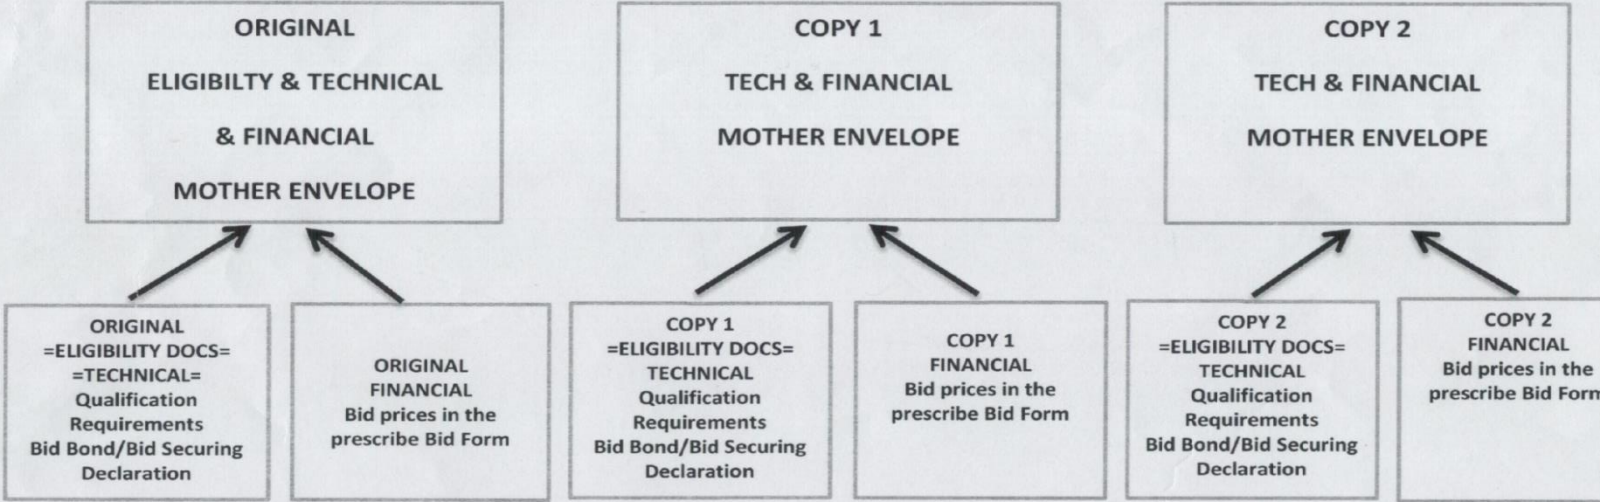 ORIGINAL
ELIGIBILTY & TECHNICAL
& FINANCIAL
MOTHER ENVELOPE
COPY 1
TECH & FINANCIAL
MOTHER ENVELOPE
COPY 2
TECH & FINANCIAL
MOTHER ENVELOPE
ORIGINAL
=ELIGIBILITY DOCS=
=TECHNICAL=
Qualification
Requirements
Bid Bond/Bid Securing
Declaration
ORIGINAL
FINANCIAL
Bid prices in the
prescribe Bid Form
COPY 1
=ELIGIBILITY DOCS=
TECHNICAL
Qualification
Requirements
Bid Bond/Bid Securing
Declaration
COPY 1
FINANCIAL
Bid prices in the
prescribe Bid Form
COPY 2
=ELIGIBILITY DOCS=
TECHNICAL
Qualification
Requirements
Bid Bond/Bid Securing
Declaration
COPY 2
FINANCIAL
Bid prices in the
prescribe Bid Form